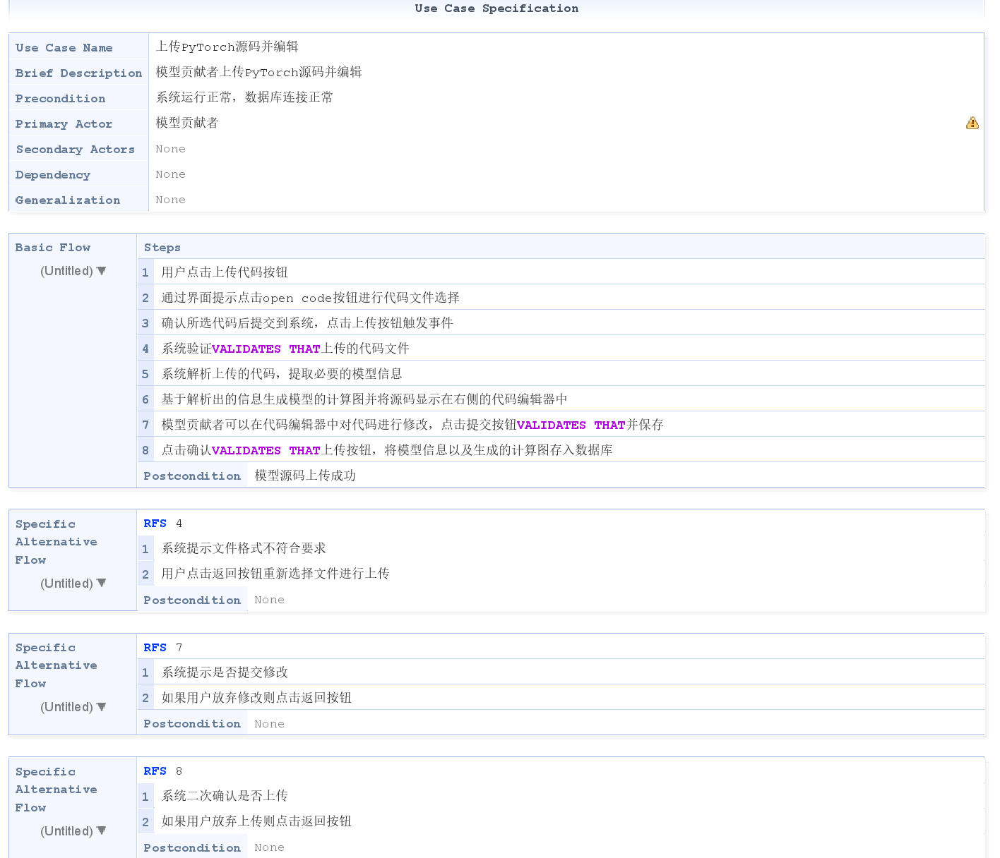 Use Case Specification
Use Case Name 上传PyTorch源码并编辑
Brief Description 模型贡献者上传PyTorch源码并编辑
Precondition 系统运行正常，数据库连接正常
Primary Actor 模型贡献者
Secondary Actors None
Dependency None
Generalization None
Basic Flow Steps
(Untitled) ▼
1 用户点击上传代码按钮
2 通过界面提示点击open code按钮进行代码文件选择
3 确认所选代码后提交到系统，点击上传按钮触发事件
4 系统验证VALIDATES THAT上传的代码文件
5 系统解析上传的代码，提取必要的模型信息
6 基于解析出的信息生成模型的计算图并将源码显示在右侧的代码编辑器中
7 模型贡献者可以在代码编辑器中对代码进行修改，点击提交按钮VALIDATES THAT并保存
8 点击确认VALIDATES THAT上传按钮，将模型信息以及生成的计算图存入数据库
Postcondition 模型源码上传成功
Specific
Alternative
Flow
(Untitled) ▼
RFS 4
1 系统提示文件格式不符合要求
2 用户点击返回按钮重新选择文件进行上传
Postcondition None
Specific
Alternative
Flow
(Untitled) ▼
RFS 7
1 系统提示是否提交修改
2 如果用户放弃修改则点击返回按钮
Postcondition None
Specific
Alternative
Flow
(Untitled) ▼
RFS 8
1 系统二次确认是否上传
2 如果用户放弃上传则点击返回按钮
Postcondition None